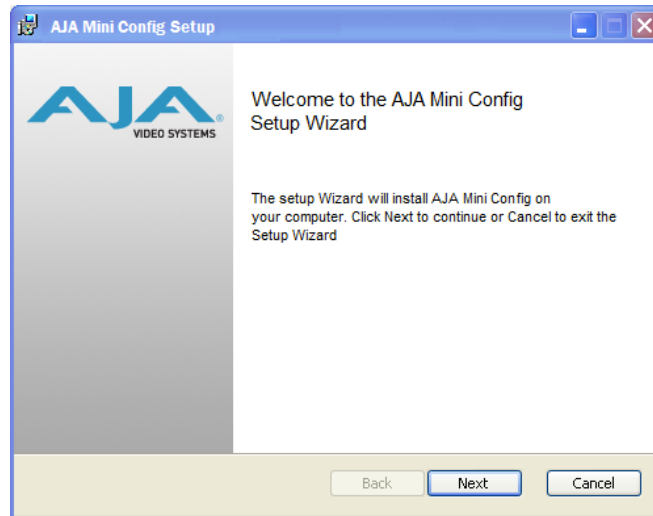 AJA Mini Config Setup
AJA®
VIDEO SYSTEMS
Welcome to the AJA Mini Config
Setup Wizard
The setup Wizard will install AJA Mini Config on
your computer. Click Next to continue or Cancel to exit the
Setup Wizard
Back
Next
Cancel